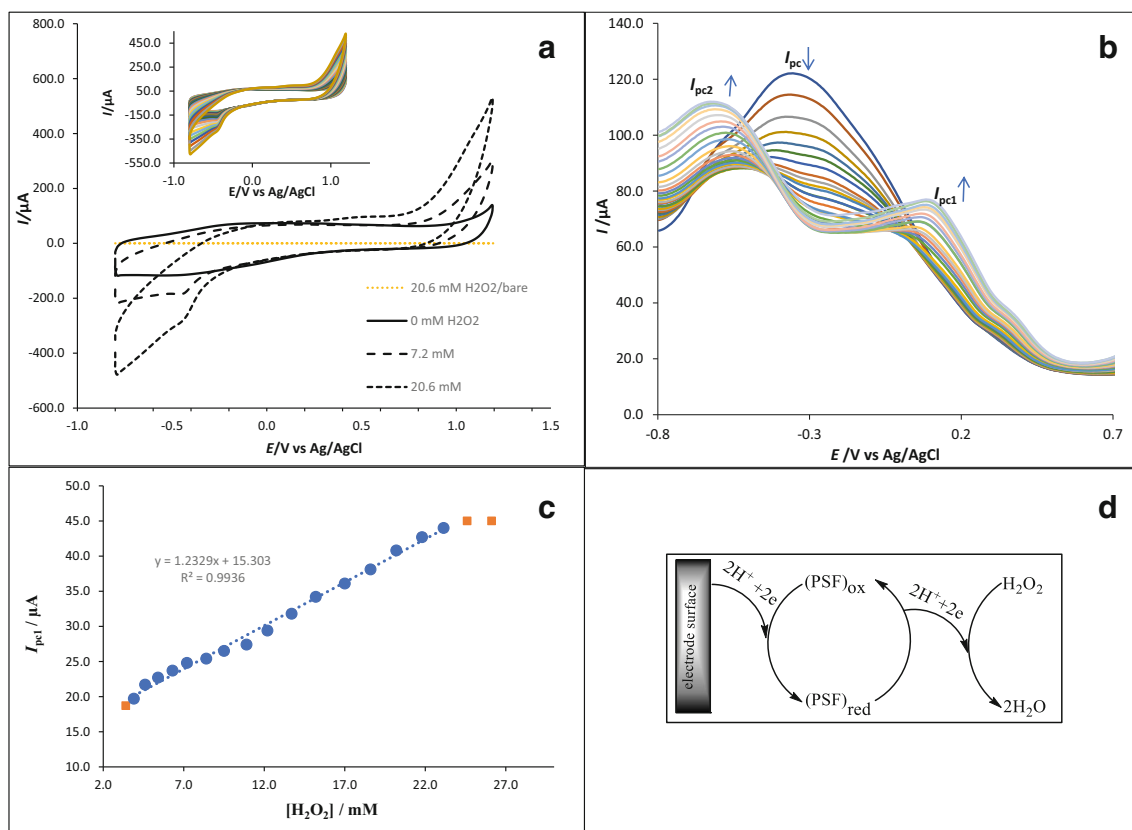 a
800.0
600.0
400.0
200.0
0.0
-200.0
-400.0
-600.0
I/µA
-1.0 -0.5 0.0 0.5 1.0 1.5
E/V vs Ag/AgCl
450.0
250.0
50.0
-150.0
-350.0
-550.0
I/µA
-1.0 0.0 1.0
E/V vs Ag/AgCl
20.6 mM H2O2/bare
0 mM H2O2
7.2 mM
20.6 mM
b
140.0
120.0
100.0
80.0
60.0
40.0
20.0
0.0
I /µA
Ipc2
Ipc
Ipc1
-0.8 -0.3 0.2 0.7
E /V vs Ag/AgCl
c
50.0
45.0
40.0
35.0
30.0
25.0
20.0
15.0
10.0
Ipc1 / µA
y = 1.2329x + 15.303
R² = 0.9936
2.0 7.0 12.0 17.0 22.0 27.0
[H₂O₂] / mM
d
electrode surface
2H⁺+2e
(PSF)ox
2H⁺+2e
H₂O₂
(PSF)red
2H₂O